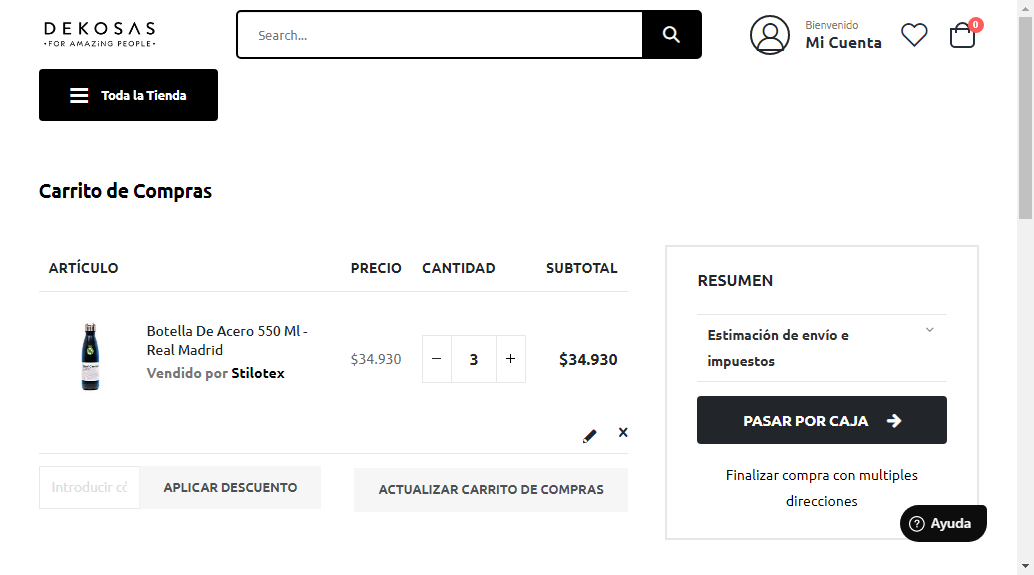 DEKOSAS
•FOR AMAZING PEOPLE•
Search...
Bienvenido
Mi Cuenta
0
Toda la Tienda
Carrito de Compras
ARTÍCULO PRECIO CANTIDAD SUBTOTAL
Botella De Acero 550 Ml -
Real Madrid
Vendido por Stilotex
$34.930 − 3 + $34.930
Introducir có
APLICAR DESCUENTO
ACTUALIZAR CARRITO DE COMPRAS
RESUMEN
Estimación de envío e
impuestos
PASAR POR CAJA
Finalizar compra con multiples
direcciones
Ayuda